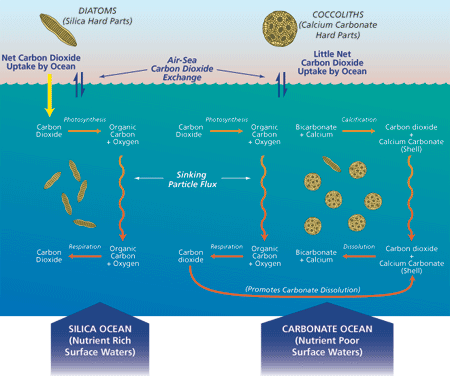 DIATOMS
(Silica Hard Parts)
COCCOLITHS
(Calcium Carbonate
Hard Parts)
Net Carbon Dioxide
Uptake by Ocean
Air-Sea
Carbon Dioxide
Exchange
Little Net
Carbon Dioxide
Uptake by Ocean
Carbon
Dioxide
Photosynthesis
Organic
Carbon
+ Oxygen
Carbon
Dioxide
Photosynthesis
Organic
Carbon
+ Oxygen
Bicarbonate
+ Calcium
Calcification
Carbon dioxide
+
Calcium Carbonate
(Shell)
Sinking
Particle Flux
Carbon
Dioxide
Respiration
Organic
Carbon
+ Oxygen
Carbon
dioxide
Respiration
Organic
Carbon
+ Oxygen
Bicarbonate
+ Calcium
Dissolution
Carbon dioxide
+
Calcium Carbonate
(Shell)
(Promotes Carbonate Dissolution)
SILICA OCEAN
(Nutrient Rich
Surface Waters)
CARBONATE OCEAN
(Nutrient Poor
Surface Waters)